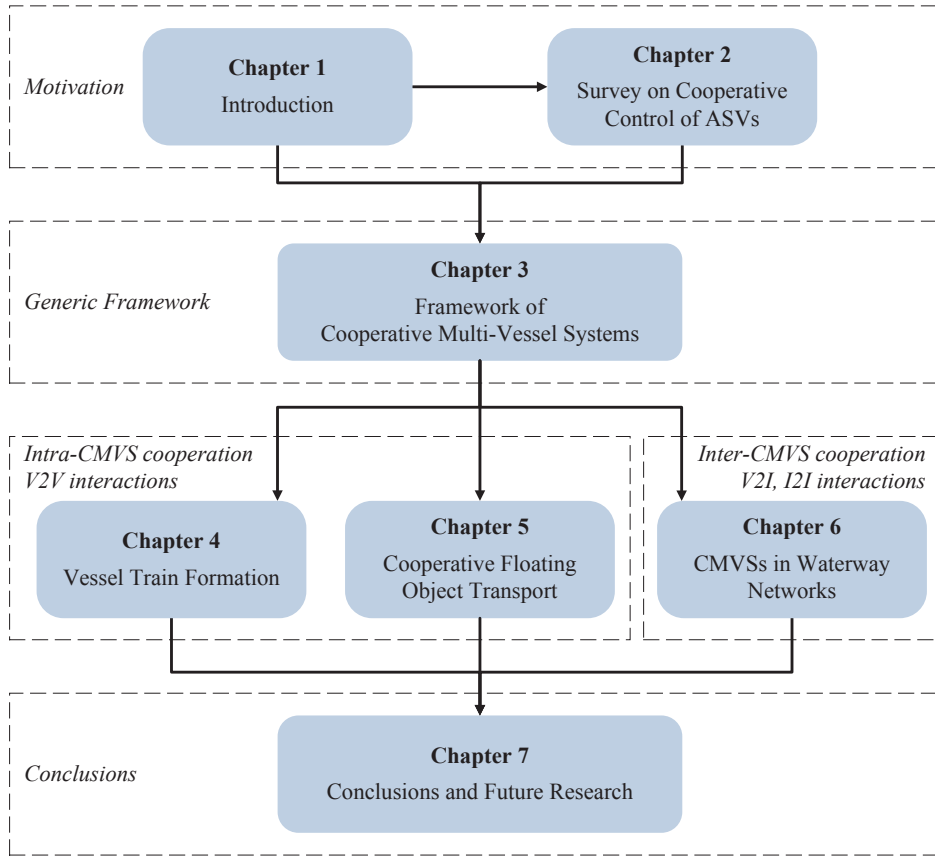 Motivation
Chapter 1
Introduction
Chapter 2
Survey on Cooperative
Control of ASVs
Generic Framework
Chapter 3
Framework of
Cooperative Multi-Vessel Systems
Intra-CMVS cooperation
V2V interactions
Inter-CMVS cooperation
V2I, I2I interactions
Chapter 4
Vessel Train Formation
Chapter 5
Cooperative Floating
Object Transport
Chapter 6
CMVSs in Waterway
Networks
Conclusions
Chapter 7
Conclusions and Future Research